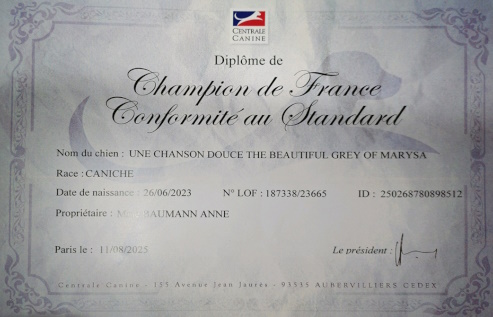 CENTRALE
CANINE
Diplôme de
Champion de France
Conformité au Standard
Nom du chien : UNE CHANSON DOUCE THE BEAUTIFUL GREY OF MARYSA
Race : CANICHE
Date de naissance : 26/06/2023 N° LOF : 187338/23665 ID : 250268780898512
Propriétaire : BAUMANN ANNE
Paris le : 11/08/2025 Le président :
Centrale Canine - 155 Avenue Jean Jaurès - 93535 AUBERVILLIERS CEDEX